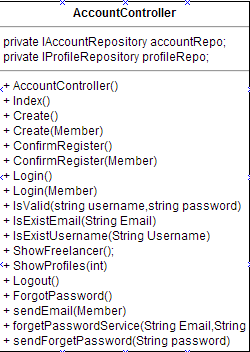 AccountController
private IAccountRepository accountRepo;
private IProfileRepository profileRepo;
+ AccountController()
+ Index()
+ Create()
+ Create(Member)
+ ConfirmRegister()
+ ConfirmRegister(Member)
+ Login()
+ Login(Member)
+ IsValid(string username,string password)
+ IsExistEmail(String Email)
+ IsExistUsername(String Username)
+ ShowFreelancer();
+ ShowProfiles(int)
+ Logout()
+ ForgotPassword()
+ sendEmail(Member)
+ forgetPasswordService(String Email,String
+ sendForgetPassword(String password)